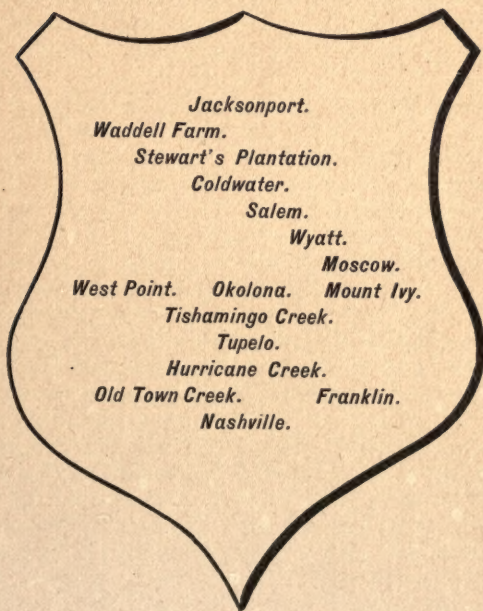 Jacksonport.
Waddell Farm.
Stewart's Plantation.
Coldwater.
Salem.
Wyatt.
Moscow.
West Point. Okolona. Mount Ivy.
Tishamingo Creek.
Tupelo.
Hurricane Creek.
Old Town Creek. Franklin.
Nashville.